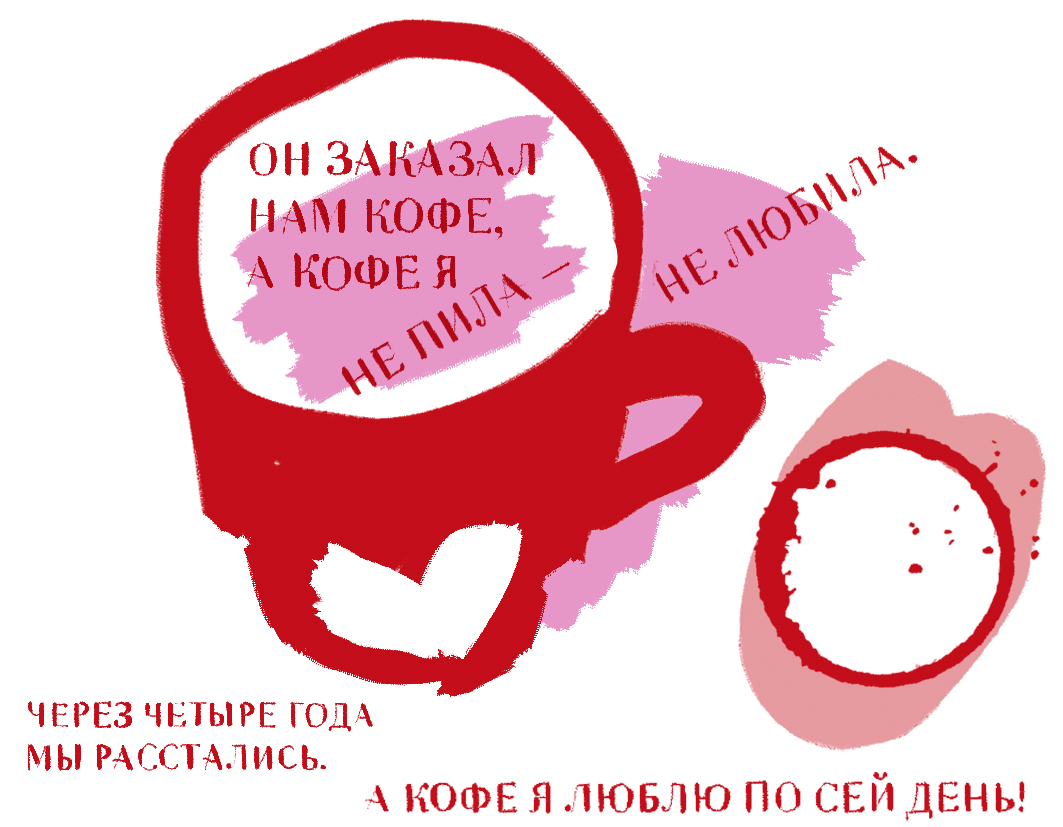 ОН ЗАКАЗАЛ
НАМ КОФЕ,
А КОФЕ Я
НЕ ПИЛА –
НЕ ЛЮБИЛА.
ЧЕРЕЗ ЧЕТЫРЕ ГОДА
МЫ РАССТАЛИСЬ.
А КОФЕ Я ЛЮБЛЮ ПО СЕЙ ДЕНЬ!